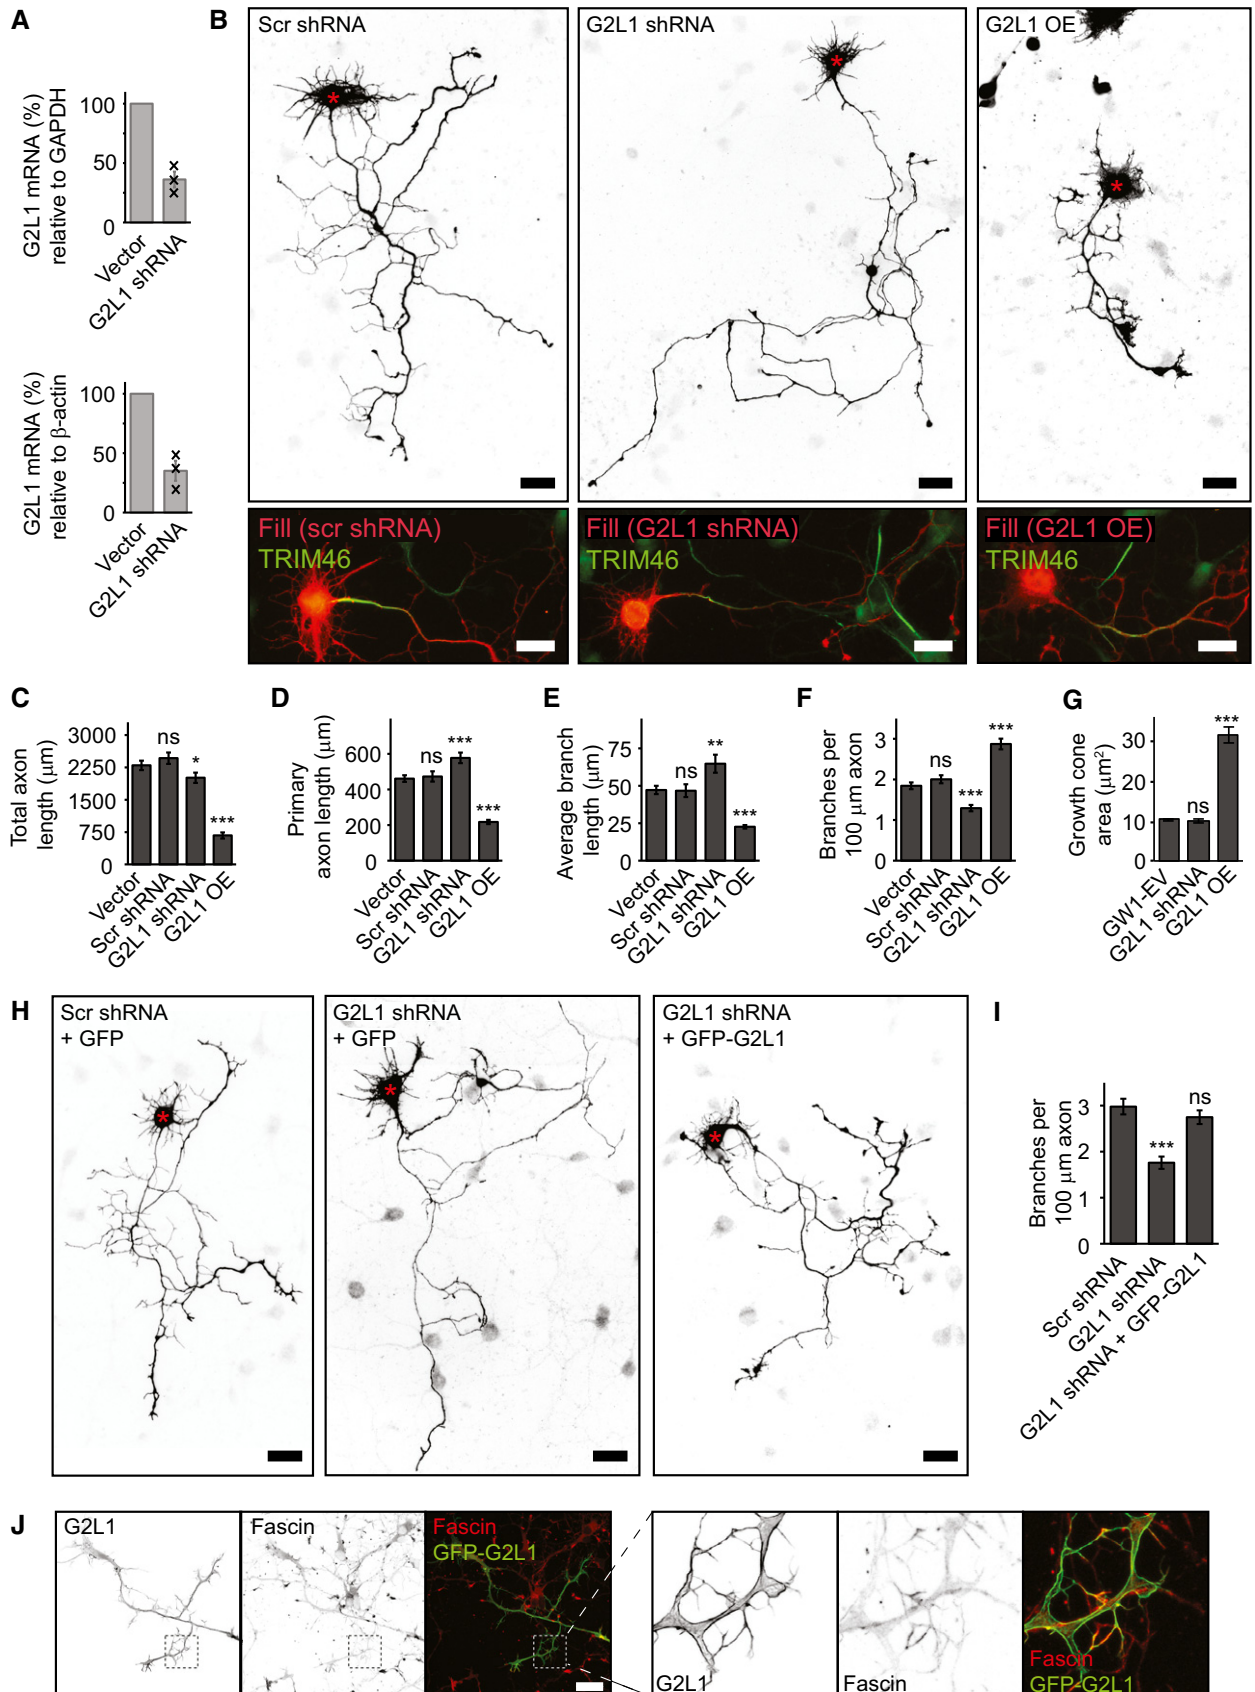 A
G2L1 mRNA (%)
relative to GAPDH
100
50
0
Vector
G2L1 shRNA
G2L1 mRNA (%)
relative to β-actin
100
50
0
Vector
G2L1 shRNA
B
Scr shRNA
*
G2L1 shRNA
*
G2L1 OE
*
Fill (scr shRNA)
TRIM46
Fill (G2L1 shRNA)
TRIM46
Fill (G2L1 OE)
TRIM46
C
Total axon
length (μm)
3000
2250
1500
750
0
ns
*
***
Vector
Scr shRNA
G2L1 shRNA
G2L1 OE
D
Primary
axon length (μm)
600
400
200
0
ns
***
***
Vector
Scr shRNA
G2L1 shRNA
G2L1 OE
E
Average branch
length (μm)
75
50
25
0
ns
**
***
Vector
Scr shRNA
G2L1 shRNA
G2L1 OE
F
Branches per
100 μm axon
3
2
1
0
ns
***
***
Vector
Scr shRNA
G2L1 shRNA
G2L1 OE
G
Growth cone
area (μm²)
30
20
10
0
ns
***
GW1-EV
G2L1 shRNA
G2L1 OE
H
Scr shRNA
+ GFP
*
G2L1 shRNA
+ GFP
*
G2L1 shRNA
+ GFP-G2L1
*
I
Branches per
100 μm axon
3
2
1
0
***
ns
Scr shRNA
G2L1 shRNA
G2L1 shRNA + GFP-G2L1
J
G2L1
Fascin
Fascin
GFP-G2L1
G2L1
Fascin
Fascin
GFP-G2L1